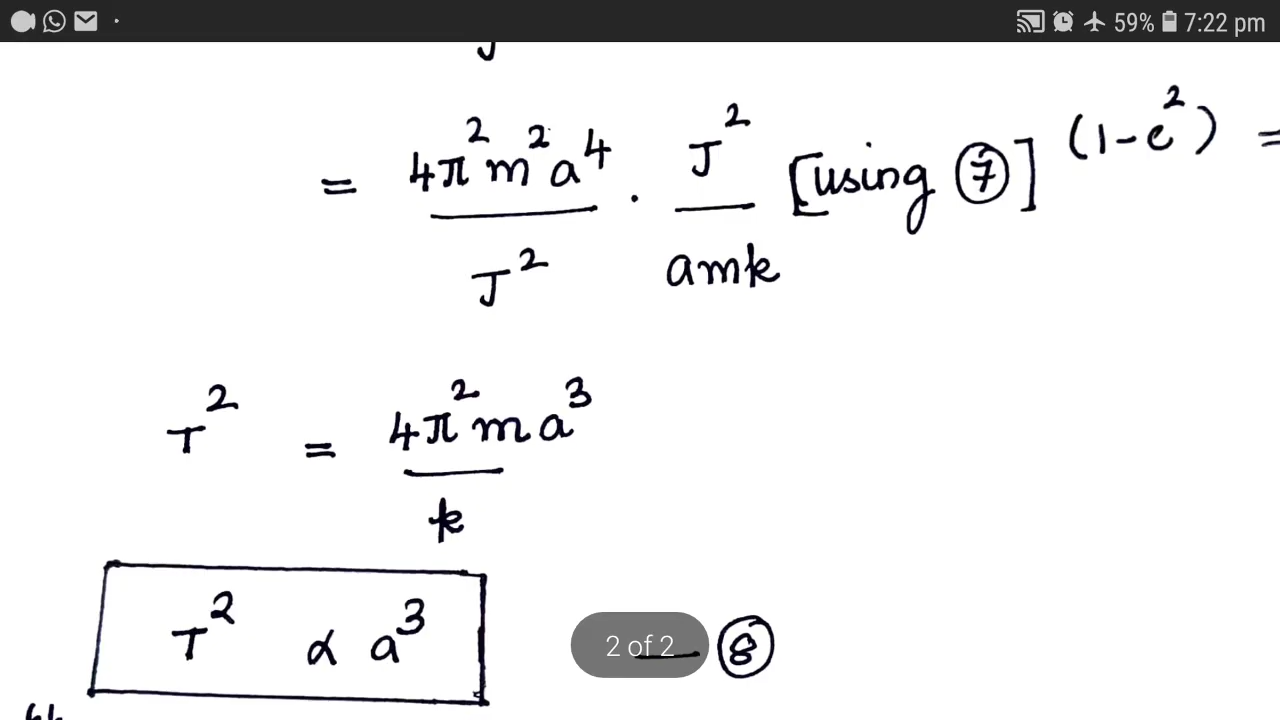 59% 7:22 pm
J
= 4π²m²a⁴ / J² . J² / amk [using ⑦] (1-e²) =
T² = 4π²ma³ / k
T² ∝ a³
2 of 2 ⑧